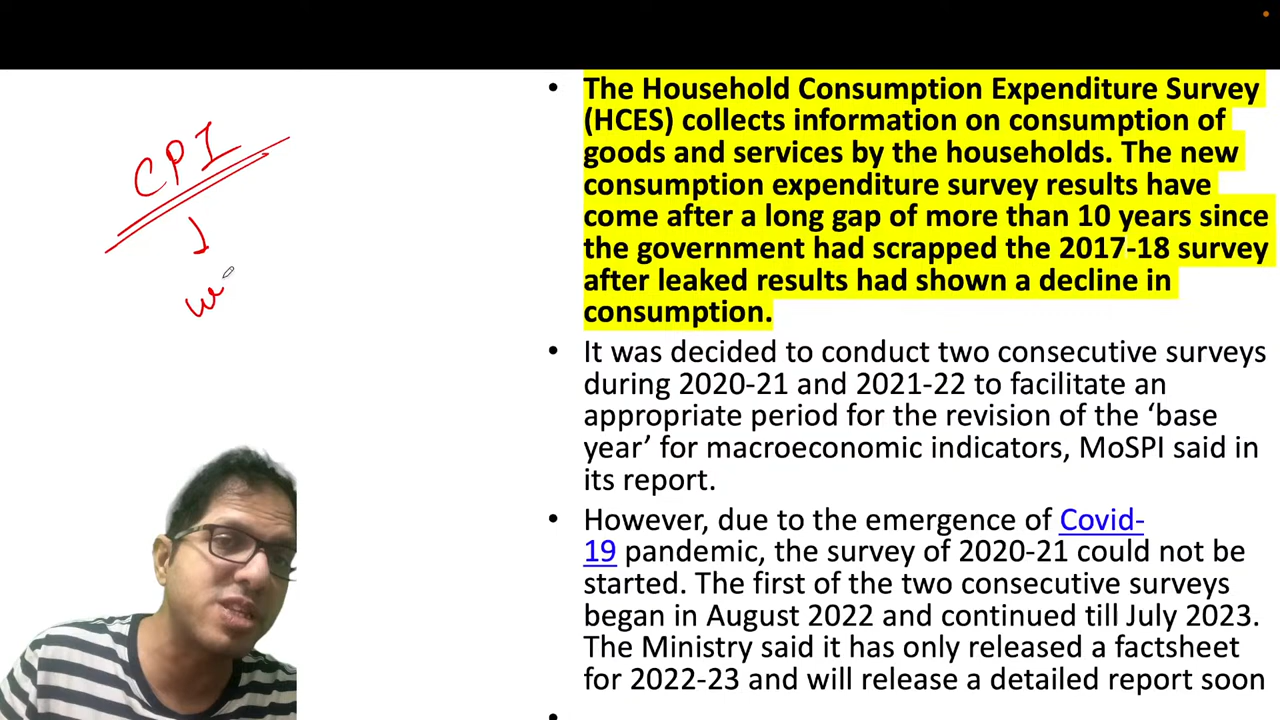 CPI
• The Household Consumption Expenditure Survey
(HCES) collects information on consumption of
goods and services by the households. The new
consumption expenditure survey results have
come after a long gap of more than 10 years since
the government had scrapped the 2017-18 survey
after leaked results had shown a decline in
consumption.
• It was decided to conduct two consecutive surveys
during 2020-21 and 2021-22 to facilitate an
appropriate period for the revision of the ‘base
year’ for macroeconomic indicators, MoSPI said in
its report.
• However, due to the emergence of Covid-
19 pandemic, the survey of 2020-21 could not be
started. The first of the two consecutive surveys
began in August 2022 and continued till July 2023.
The Ministry said it has only released a factsheet
for 2022-23 and will release a detailed report soon
•